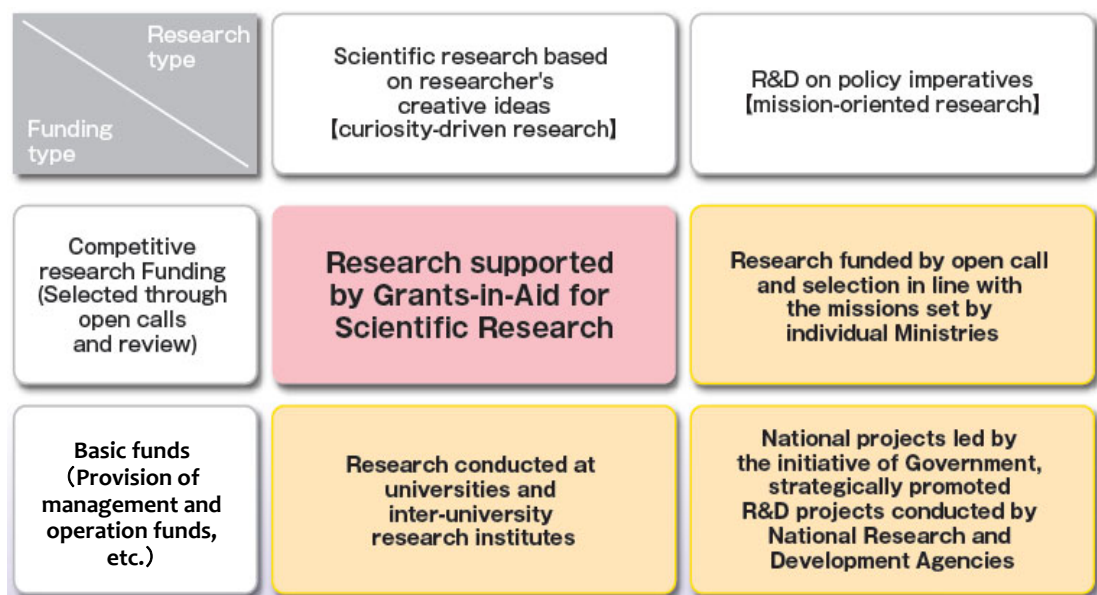 Research
type
Funding
type
Scientific research based
on researcher's
creative ideas
【curiosity-driven research】
R&D on policy imperatives
【mission-oriented research】
Competitive
research Funding
(Selected through
open calls
and review)
Research supported
by Grants-in-Aid for
Scientific Research
Research funded by open call
and selection in line with
the missions set by
individual Ministries
Basic funds
（Provision of
management and
operation funds,
etc.）
Research conducted at
universities and
inter-university
research institutes
National projects led by
the initiative of Government,
strategically promoted
R&D projects conducted by
National Research and
Development Agencies